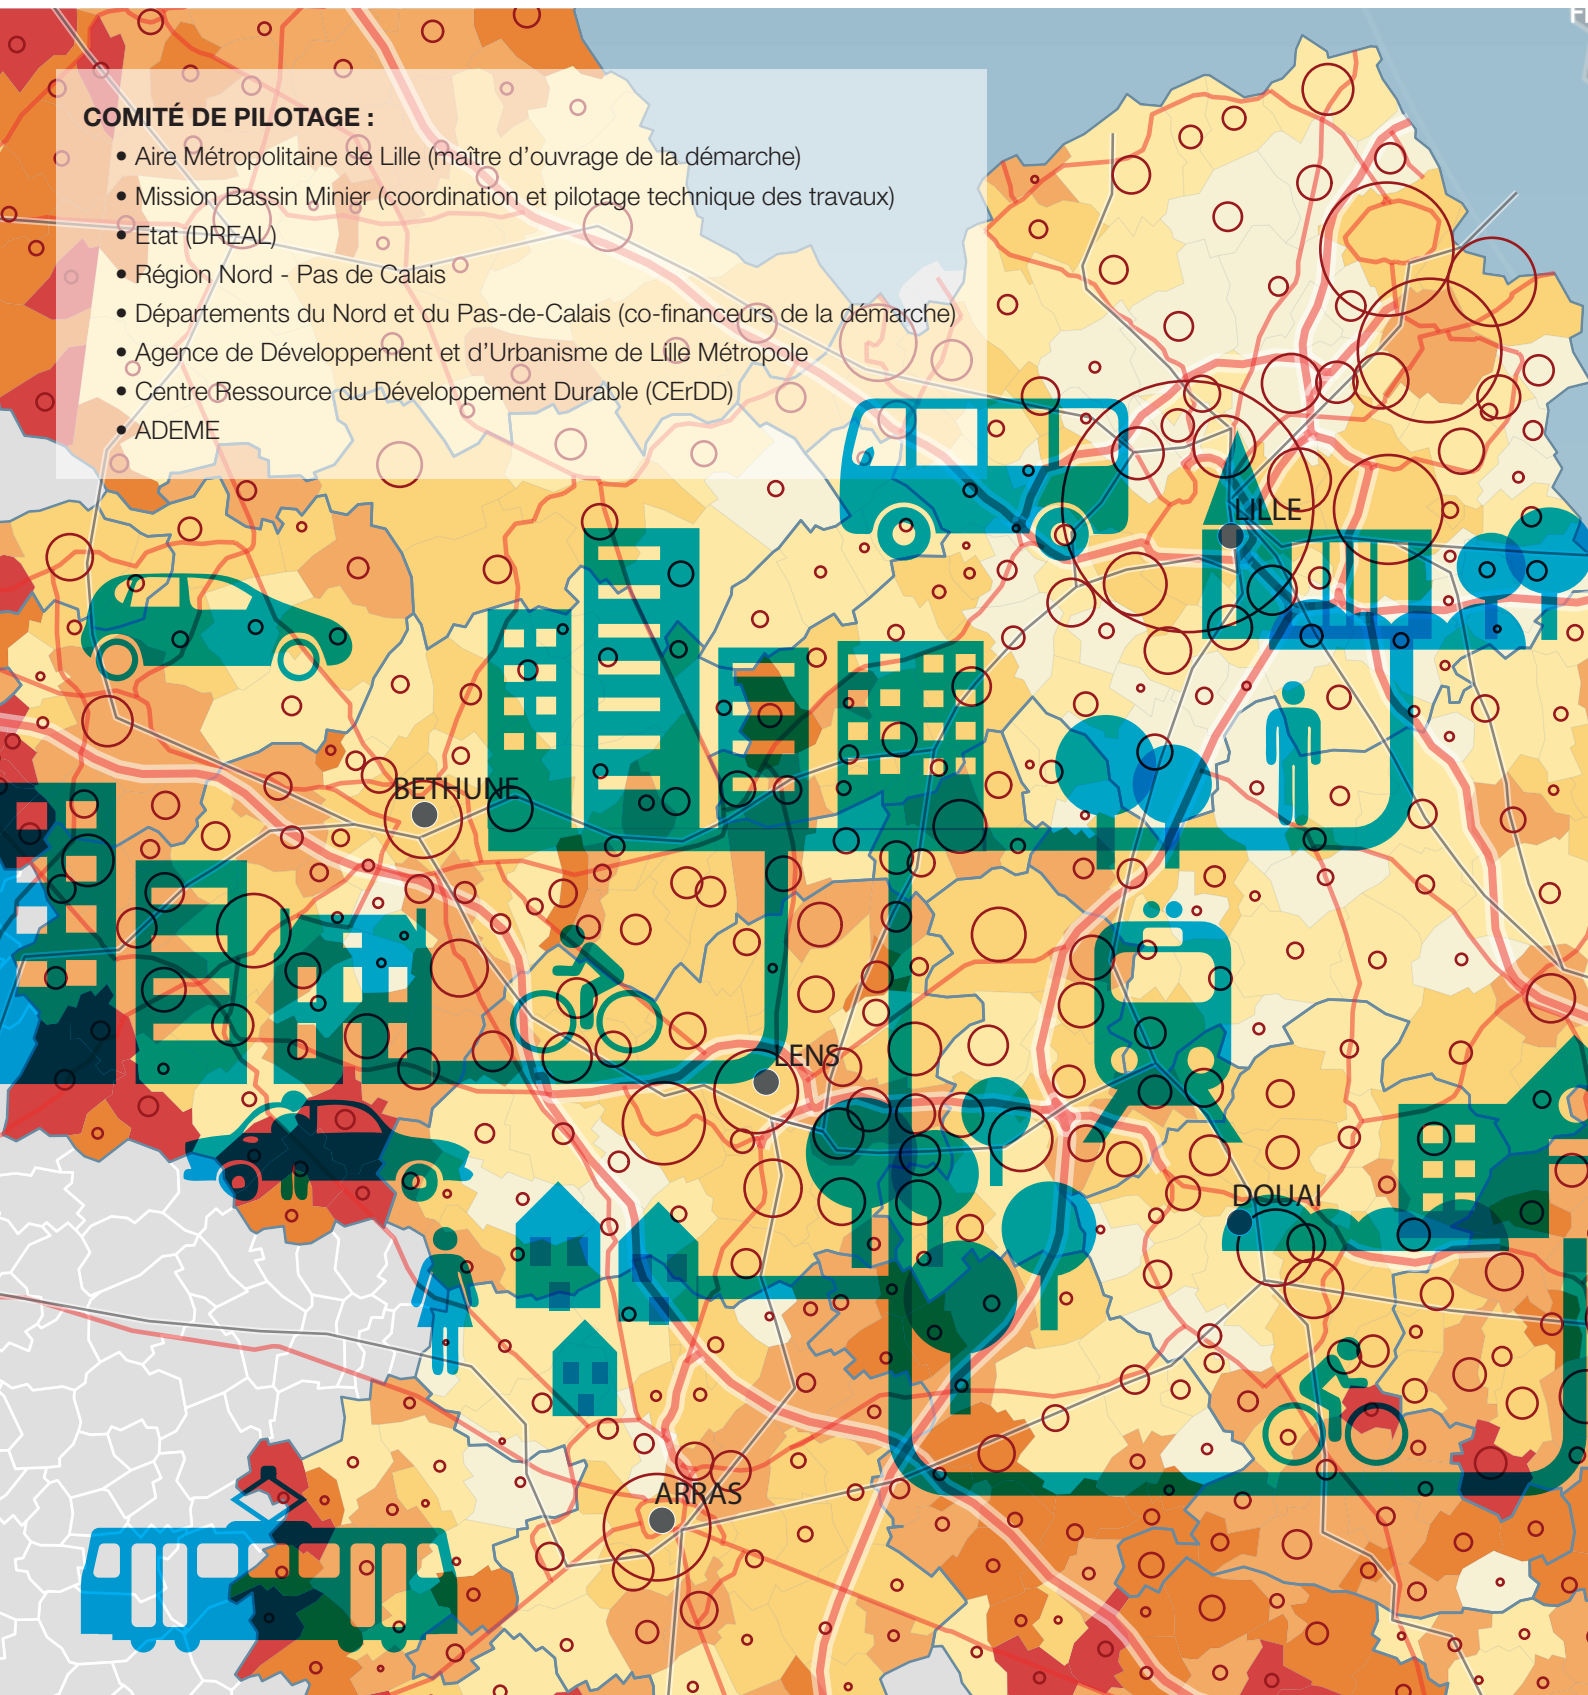 COMITÉ DE PILOTAGE :
• Aire Métropolitaine de Lille (maître d’ouvrage de la démarche)
• Mission Bassin Minier (coordination et pilotage technique des travaux)
• Etat (DREAL)
• Région Nord - Pas de Calais
• Départements du Nord et du Pas-de-Calais (co-financeurs de la démarche)
• Agence de Développement et d’Urbanisme de Lille Métropole
• Centre Ressource du Développement Durable (CErDD)
• ADEME
LILLE
BETHUNE
LENS
DOUAI
ARRAS